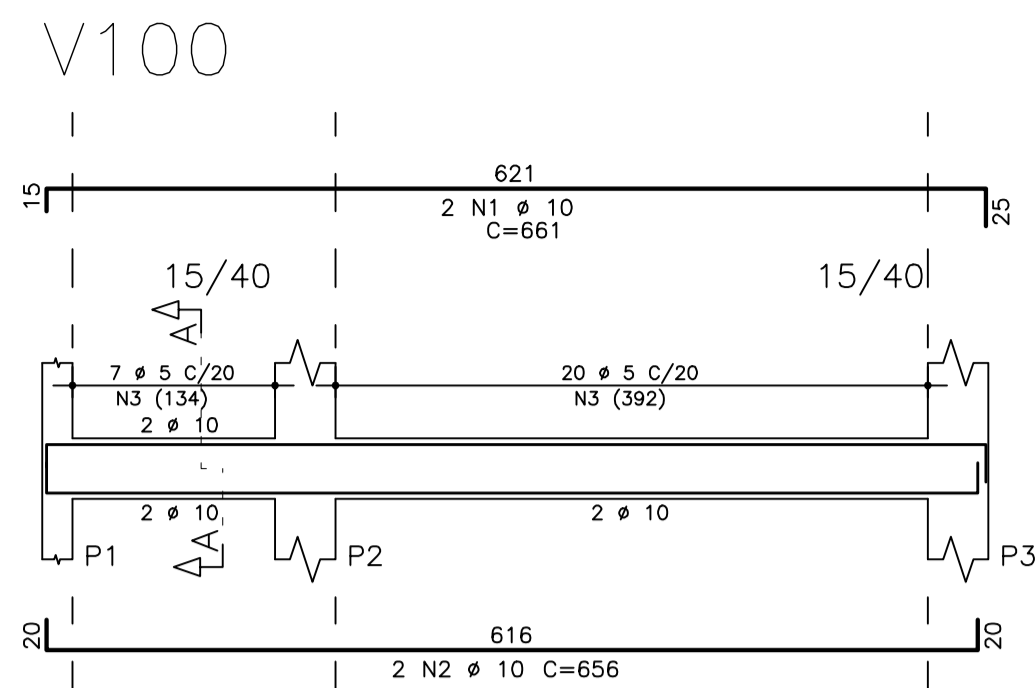 V100
621
15
2 N1 ø 10
C=661
25
15/40
15/40
A
7 ø 5 C/20
N3 (134)
2 ø 10
20 ø 5 C/20
N3 (392)
2 ø 10
2 ø 10
A
P1
P2
P3
20
616
20
2 N2 ø 10 C=656